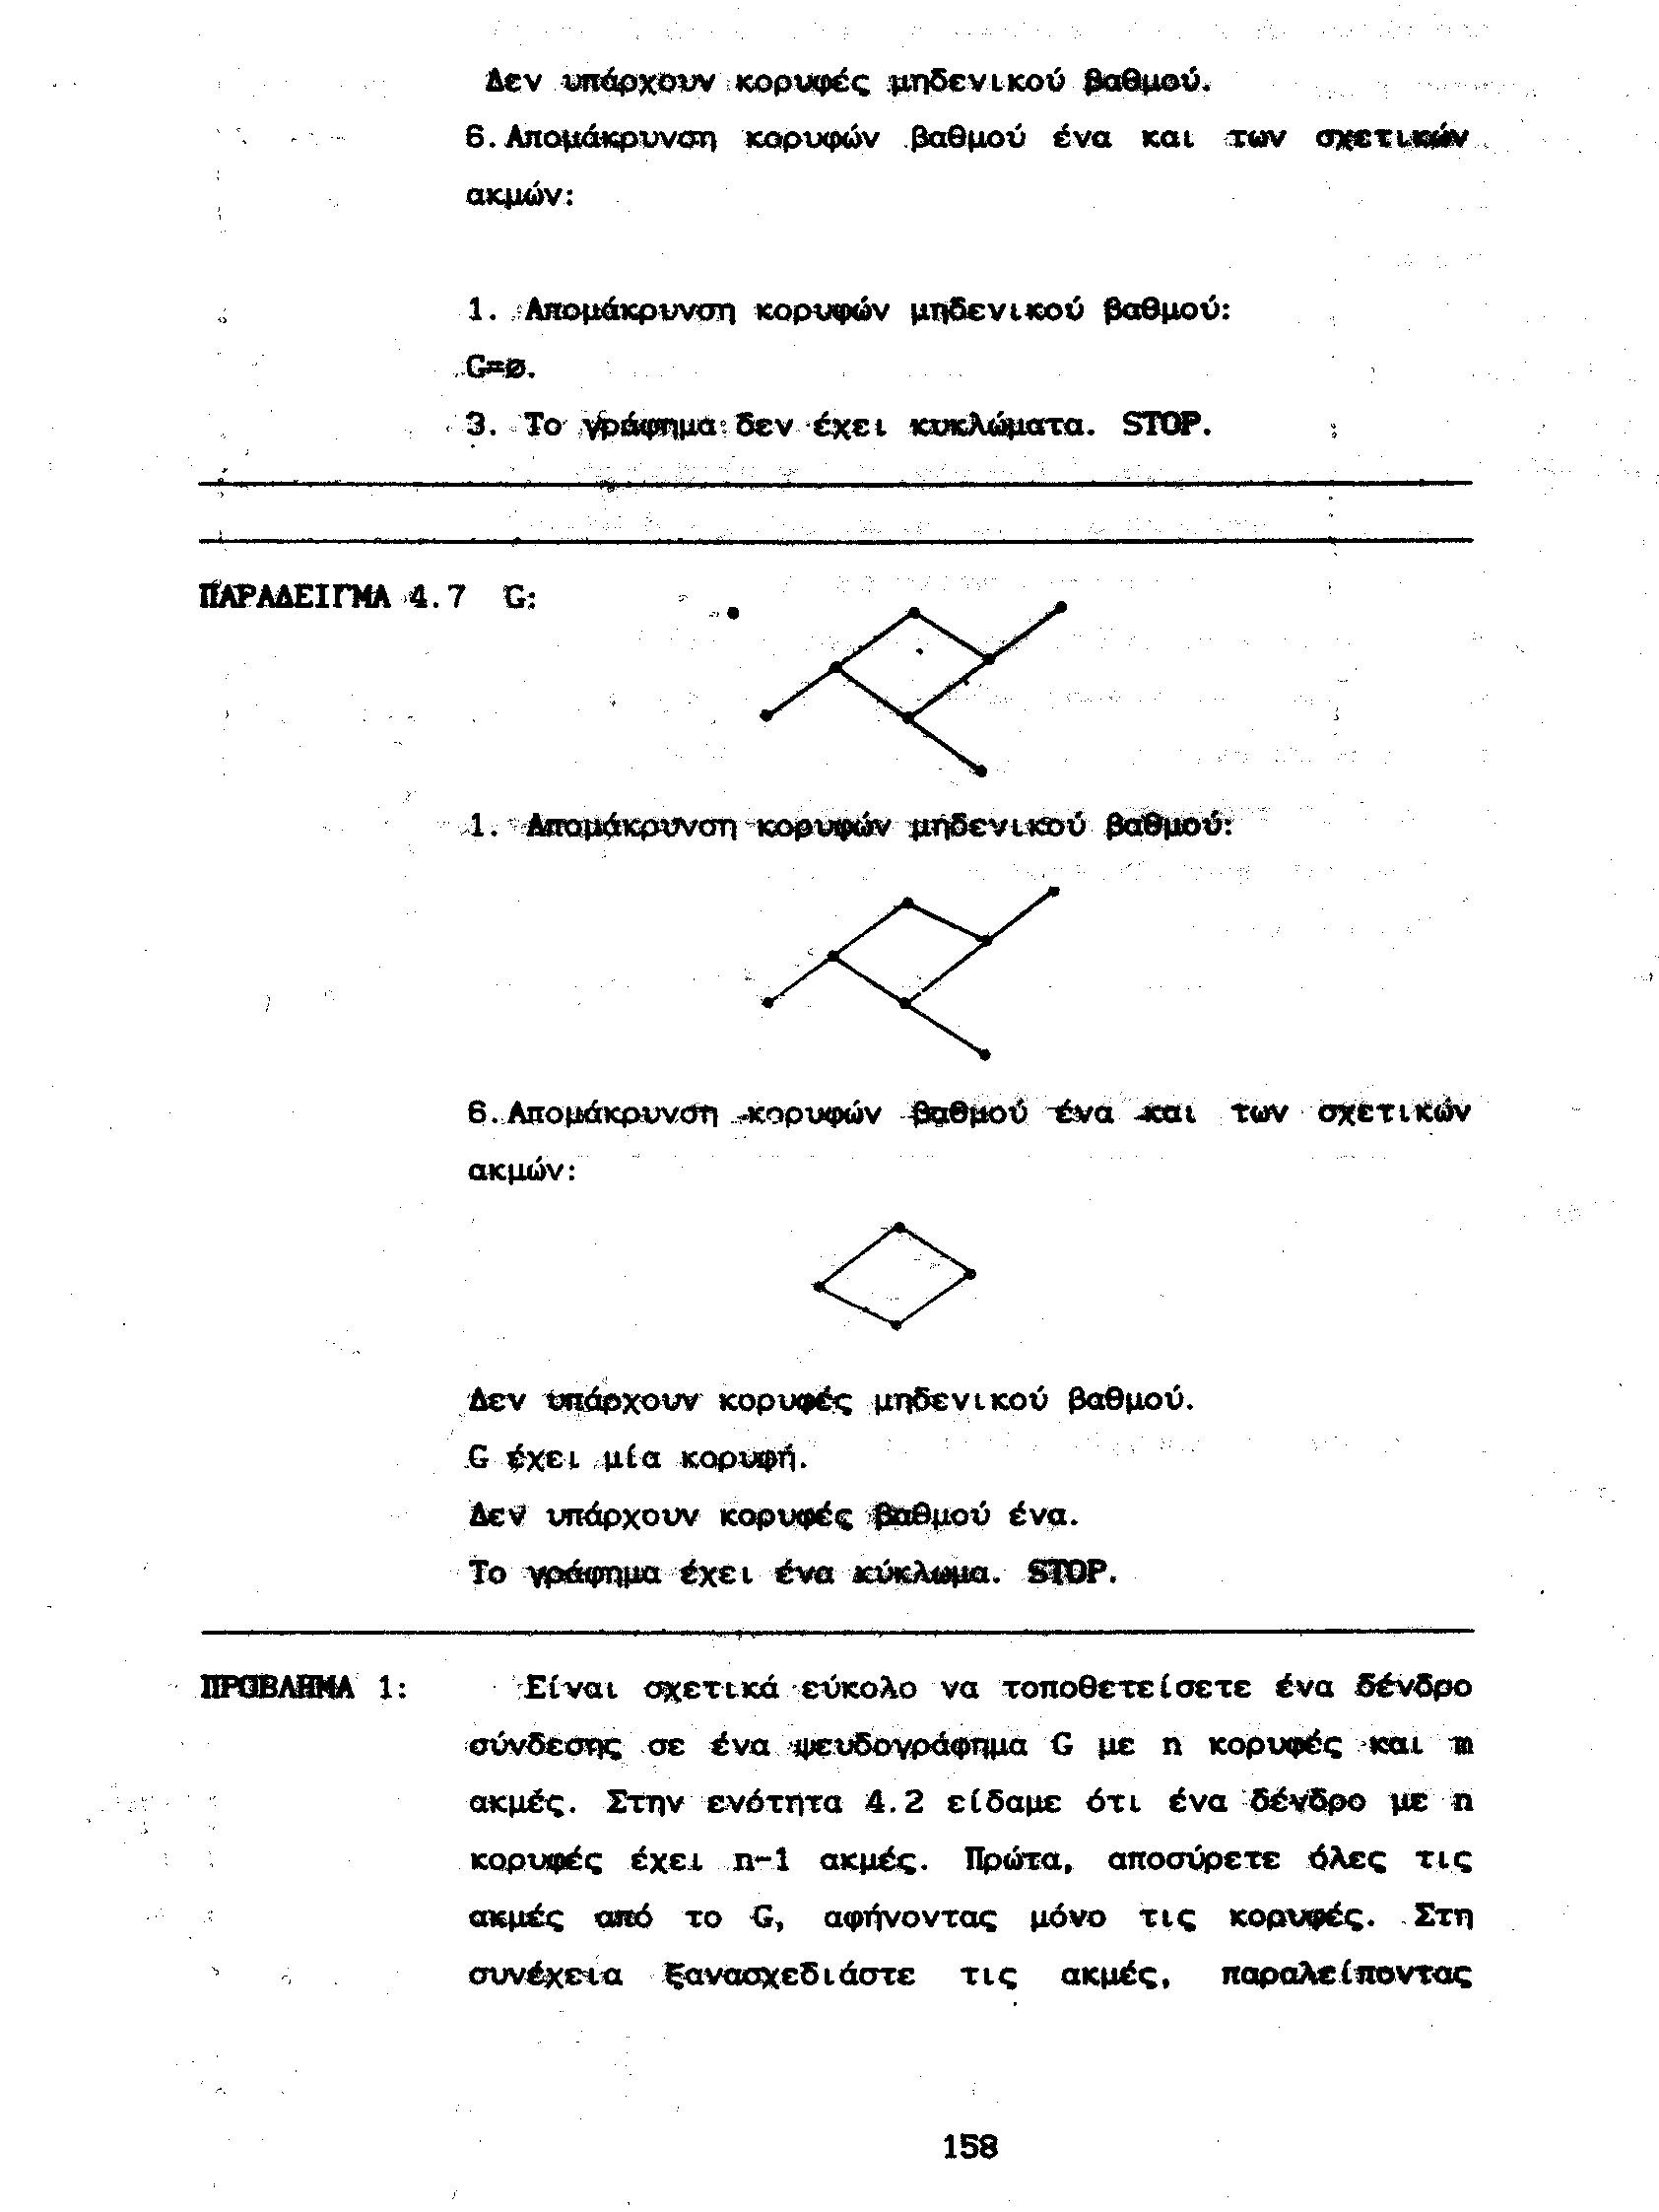 Δεν υπάρχουν κορυφές μηδενικού βαθμού.
6. Απομάκρυνση κορυφών βαθμού ένα και των σχετικών
ακμών:
1. Απομάκρυνση κορυφών μηδενικού βαθμού:
G=∅.
3. Το γράφημα δεν έχει κυκλώματα. STOP.
ΠΑΡΑΔΕΙΓΜΑ 4.7 G:
1. Απομάκρυνση κορυφών μηδενικού βαθμού:
6. Απομάκρυνση κορυφών βαθμού ένα και των σχετικών
ακμών:
Δεν υπάρχουν κορυφές μηδενικού βαθμού.
G έχει μία κορυφή.
Δεν υπάρχουν κορυφές βαθμού ένα.
Το γράφημα έχει ένα κύκλωμα. STOP.
ΠΡΟΒΛΗΜΑ 1: Είναι σχετικά εύκολο να τοποθετείσετε ένα δένδρο
σύνδεσης σε ένα ψευδογράφημα G με n κορυφές και m
ακμές. Στην ενότητα 4.2 είδαμε ότι ένα δένδρο με n
κορυφές έχει n-1 ακμές. Πρώτα, αποσύρετε όλες τις
ακμές από το G, αφήνοντας μόνο τις κορυφές. Στη
συνέχεια ξανασχεδιάστε τις ακμές, παραλείποντας
158